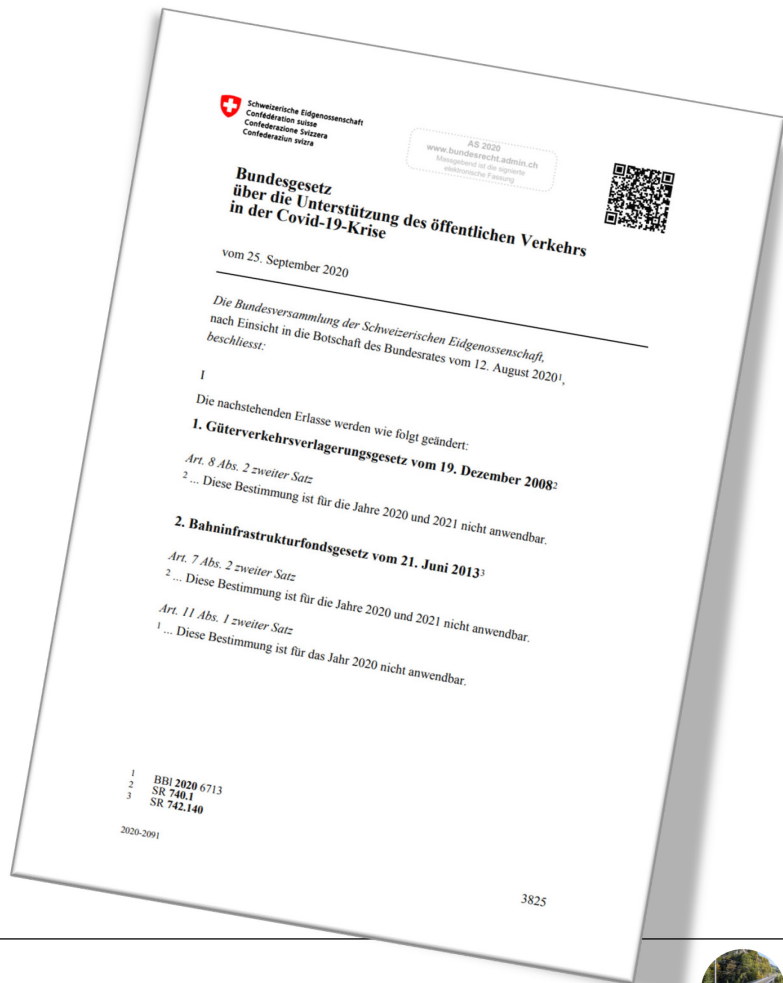 Schweizerische Eidgenossenschaft
Confédération suisse
Confederazione Svizzera
Confederaziun svizra
AS 2020
www.bundesrecht.admin.ch
Massgebend ist die signierte
elektronische Fassung
Bundesgesetz
über die Unterstützung des öffentlichen Verkehrs
in der Covid-19-Krise
vom 25. September 2020
Die Bundesversammlung der Schweizerischen Eidgenossenschaft,
nach Einsicht in die Botschaft des Bundesrates vom 12. August 2020¹,
beschliesst:
I
Die nachstehenden Erlasse werden wie folgt geändert:
1. Güterverkehrsverlagerungsgesetz vom 19. Dezember 2008²
Art. 8 Abs. 2 zweiter Satz
² ... Diese Bestimmung ist für die Jahre 2020 und 2021 nicht anwendbar.
2. Bahninfrastrukturfondsgesetz vom 21. Juni 2013³
Art. 7 Abs. 2 zweiter Satz
² ... Diese Bestimmung ist für die Jahre 2020 und 2021 nicht anwendbar.
Art. 11 Abs. 1 zweiter Satz
¹ ... Diese Bestimmung ist für das Jahr 2020 nicht anwendbar.
1 BBl 2020 6713
2 SR 740.1
3 SR 742.140
2020-2091
3825